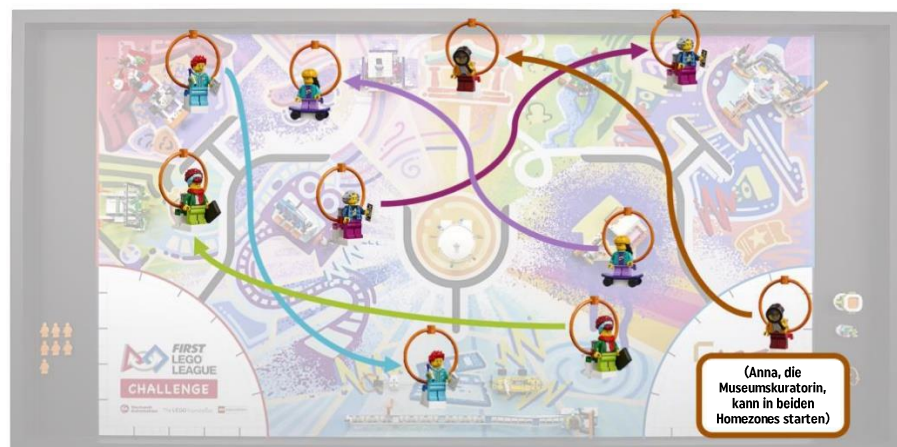 FIRST
LEGO
LEAGUE
CHALLENGE
(Anna, die
Museumskuratorin,
kann in beiden
Homezones starten)